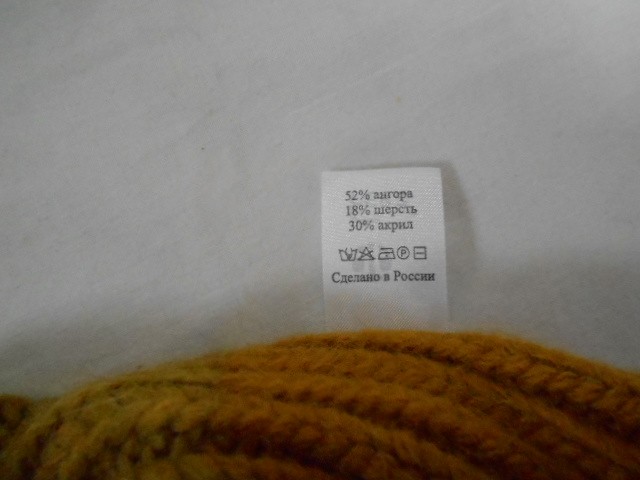 52% ангора
18% шерсть
30% акрил
P
Сделано в России